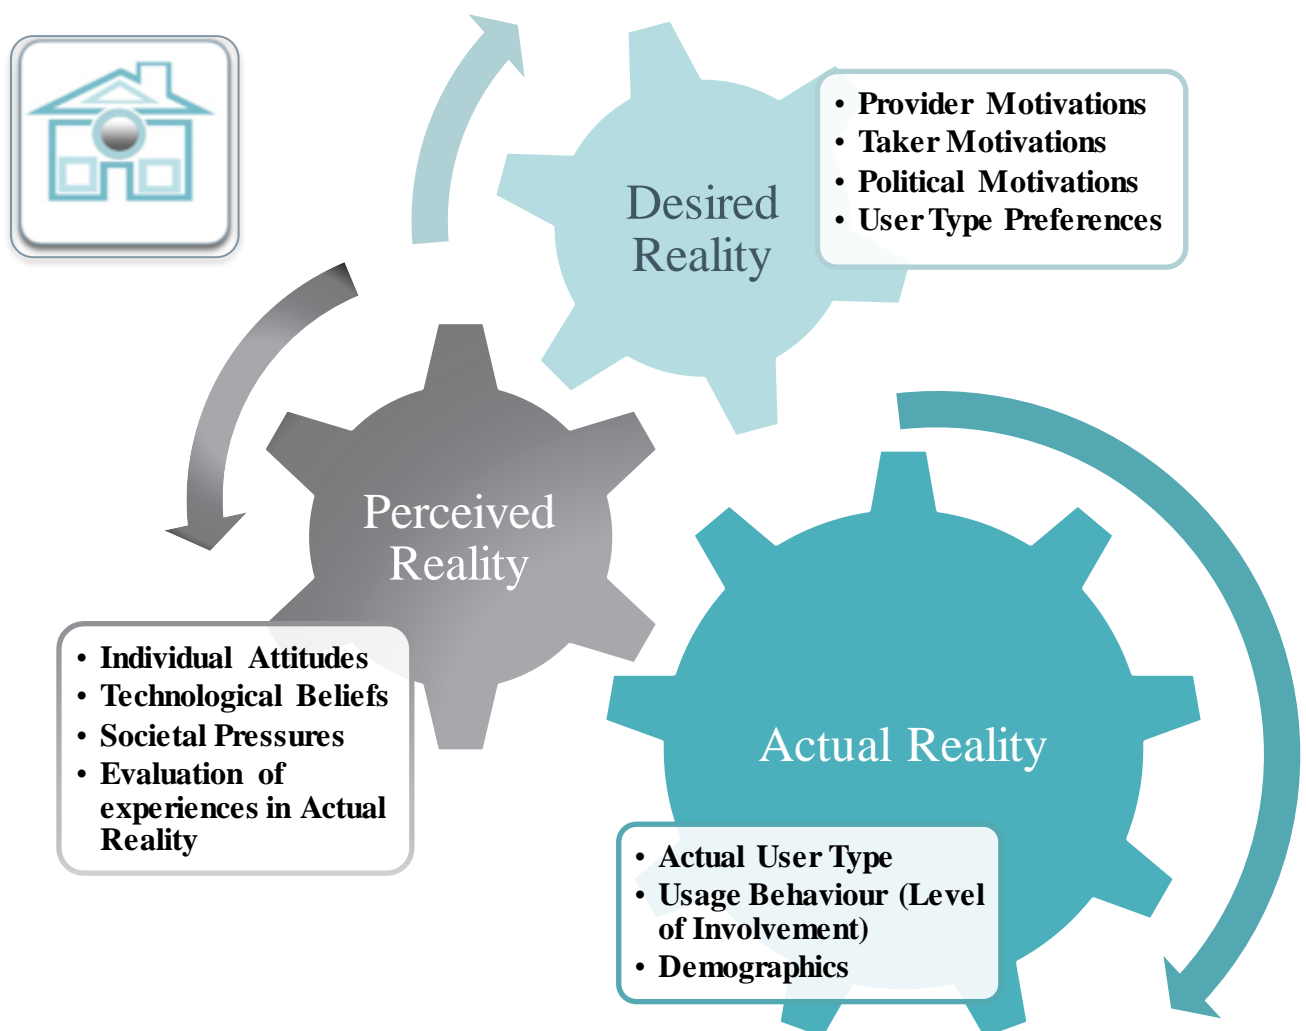 Desired
Reality
• Provider Motivations
• Taker Motivations
• Political Motivations
• User Type Preferences
Perceived
Reality
• Individual Attitudes
• Technological Beliefs
• Societal Pressures
• Evaluation of
experiences in Actual
Reality
Actual Reality
• Actual User Type
• Usage Behaviour (Level
of Involvement)
• Demographics